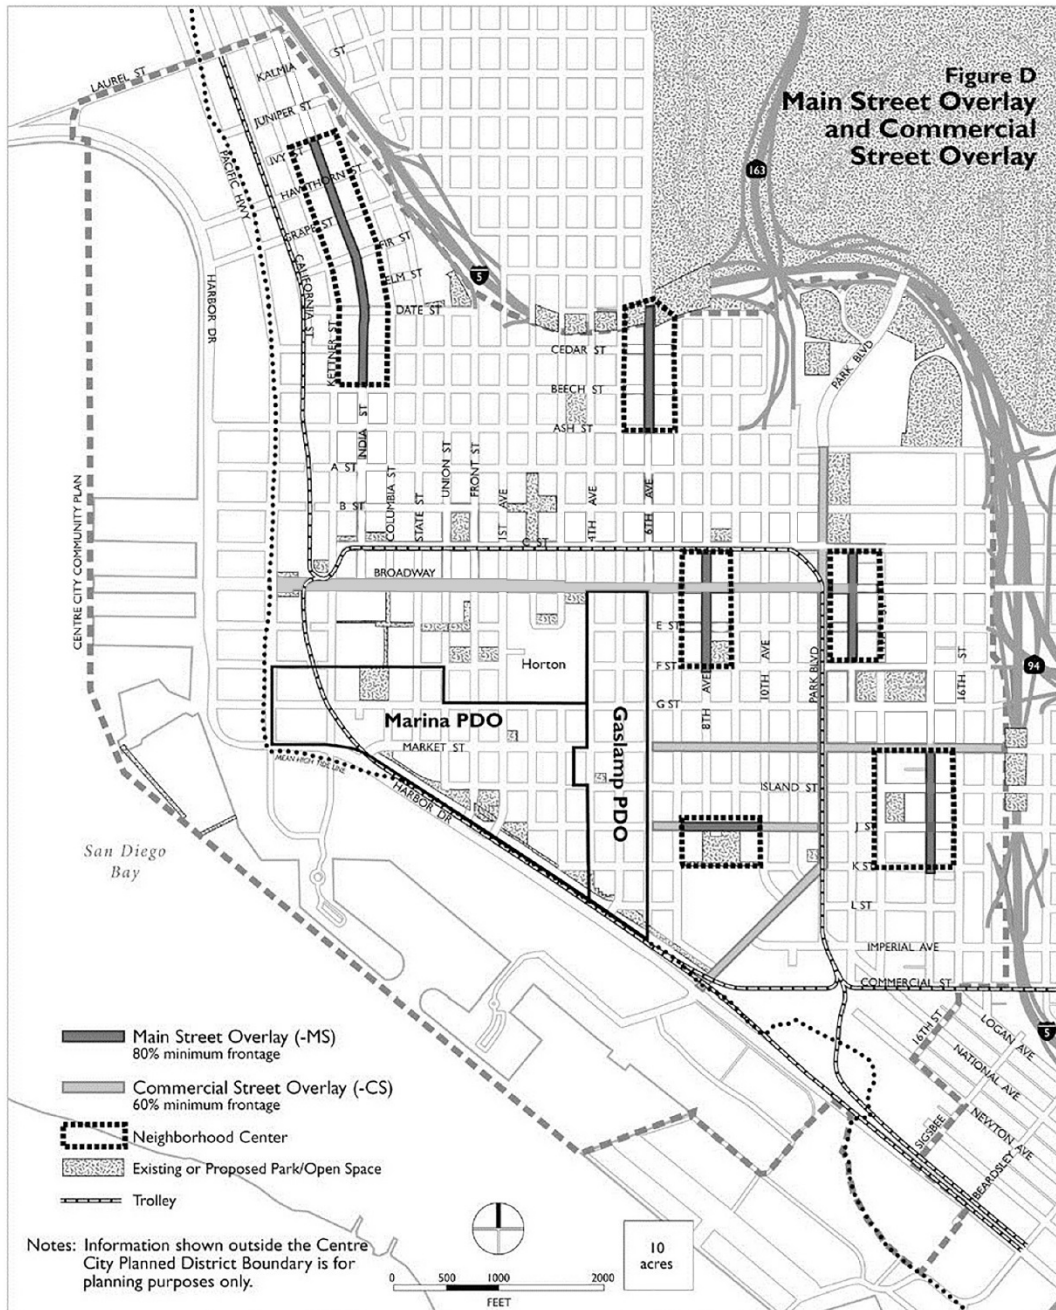 Figure D
Main Street Overlay
and Commercial
Street Overlay
LAUREL ST
KALMIA
ST
JUNIPER ST
IVY ST
HAWTHORN ST
GRAPE ST
FIR ST
ELM ST
DATE ST
PACIFIC HWY
HARBOR DR
CALIFORNIA ST
KETTNER ST
163
5
CEDAR ST
BEECH ST
ASH ST
PARK BLVD
INDIA ST
A ST
B ST
COLUMBIA ST
STATE ST
UNION ST
FRONT ST
1ST AVE
4TH AVE
6TH AVE
C ST
BROADWAY
CENTRE CITY COMMUNITY PLAN
E ST
F ST
G ST
8TH AVE
10TH AVE
PARK BLVD
16TH ST
94
Horton
Marina PDO
Gaslamp PDO
MARKET ST
MEAN HIGH TIDE LINE
HARBOR DR
ISLAND ST
J ST
K ST
L ST
IMPERIAL AVE
COMMERCIAL ST
San Diego
Bay
16TH ST
LOGAN AVE
NATIONAL AVE
NEWTON AVE
SIGSBEE
BEARDSLEY
5
Main Street Overlay (-MS)
80% minimum frontage
Commercial Street Overlay (-CS)
60% minimum frontage
Neighborhood Center
Existing or Proposed Park/Open Space
Trolley
Notes: Information shown outside the Centre
City Planned District Boundary is for
planning purposes only.
0 500 1000 2000
FEET
10
acres